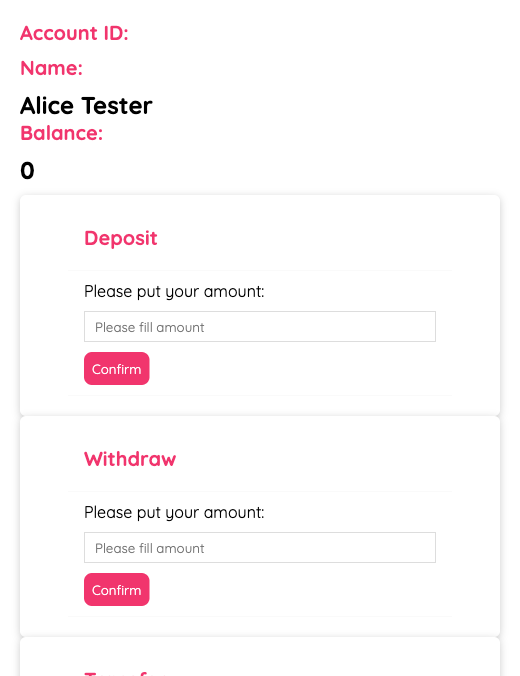 Account ID:
Name:
Alice Tester
Balance:
0
Deposit
Please put your amount:
Please fill amount
Confirm
Withdraw
Please put your amount:
Please fill amount
Confirm